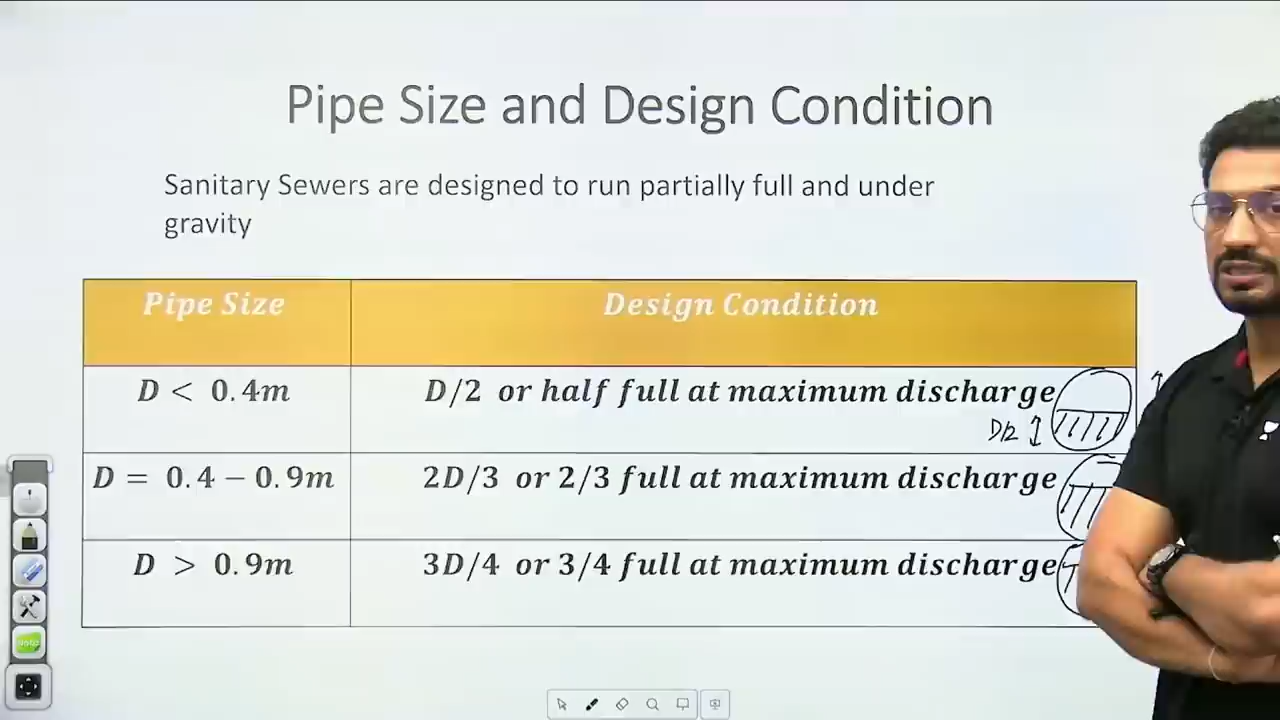 Pipe Size and Design Condition
Sanitary Sewers are designed to run partially full and under
gravity
Pipe Size Design Condition
D < 0.4m D/2 or half full at maximum discharge
D/2
D = 0.4 − 0.9m 2D/3 or 2/3 full at maximum discharge
D > 0.9m 3D/4 or 3/4 full at maximum discharge